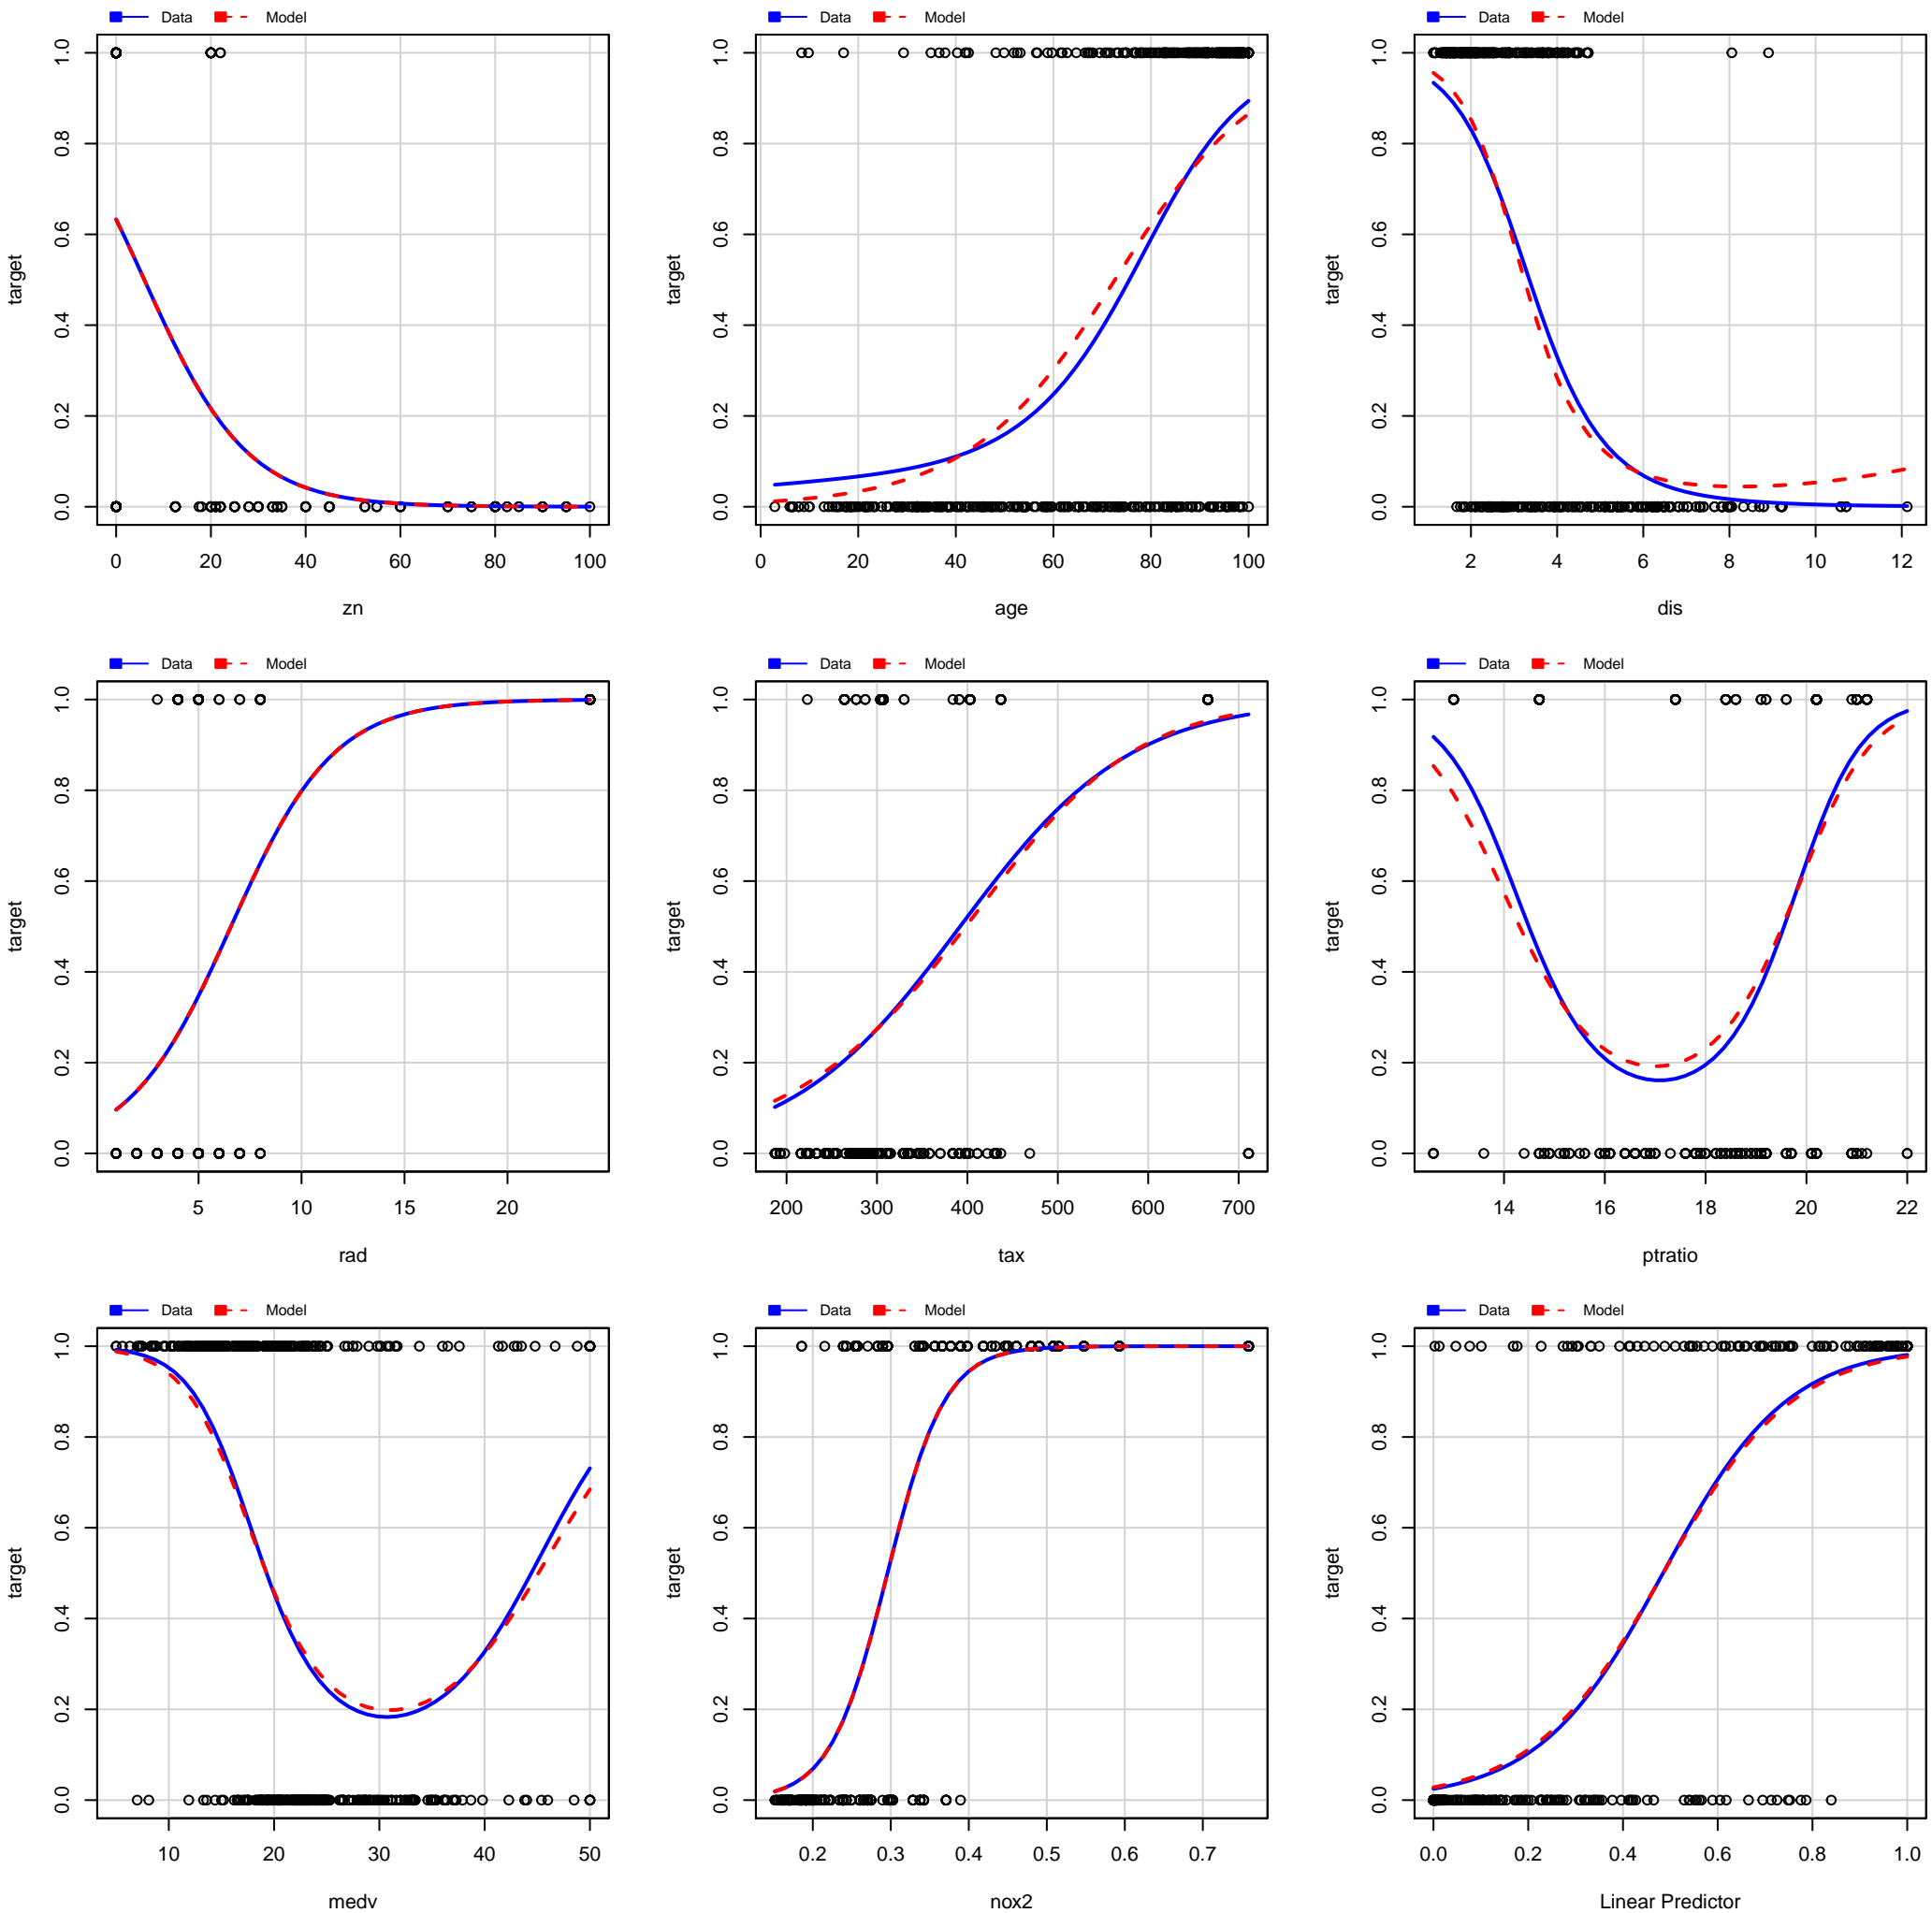 Data Model
target
1.0
0.8
0.6
0.4
0.2
0.0
0 20 40 60 80 100
zn
Data Model
target
1.0
0.8
0.6
0.4
0.2
0.0
0 20 40 60 80 100
age
Data Model
target
1.0
0.8
0.6
0.4
0.2
0.0
2 4 6 8 10 12
dis
Data Model
target
1.0
0.8
0.6
0.4
0.2
0.0
5 10 15 20
rad
Data Model
target
1.0
0.8
0.6
0.4
0.2
0.0
200 300 400 500 600 700
tax
Data Model
target
1.0
0.8
0.6
0.4
0.2
0.0
14 16 18 20 22
ptratio
Data Model
target
1.0
0.8
0.6
0.4
0.2
0.0
10 20 30 40 50
medv
Data Model
target
1.0
0.8
0.6
0.4
0.2
0.0
0.2 0.3 0.4 0.5 0.6 0.7
nox2
Data Model
target
1.0
0.8
0.6
0.4
0.2
0.0
0.0 0.2 0.4 0.6 0.8 1.0
Linear Predictor